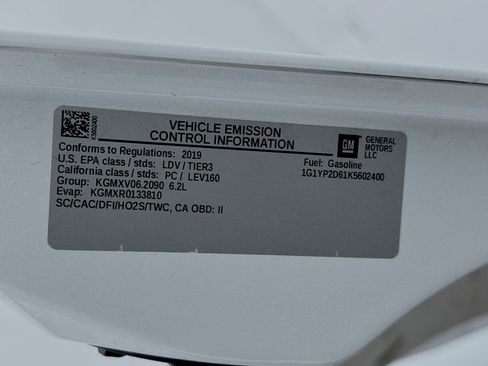 K5602400
VEHICLE EMISSION
CONTROL INFORMATION
GM
GENERAL
MOTORS
LLC
Conforms to Regulations: 2019
U.S. EPA class / stds: LDV / TIER3
California class / stds: PC / LEV160
Group: KGMXV06.2090 6.2L
Evap: KGMXR0133810
SC/CAC/DFI/HO2S/TWC, CA OBD: II
Fuel: Gasoline
1G1YP2D61K5602400